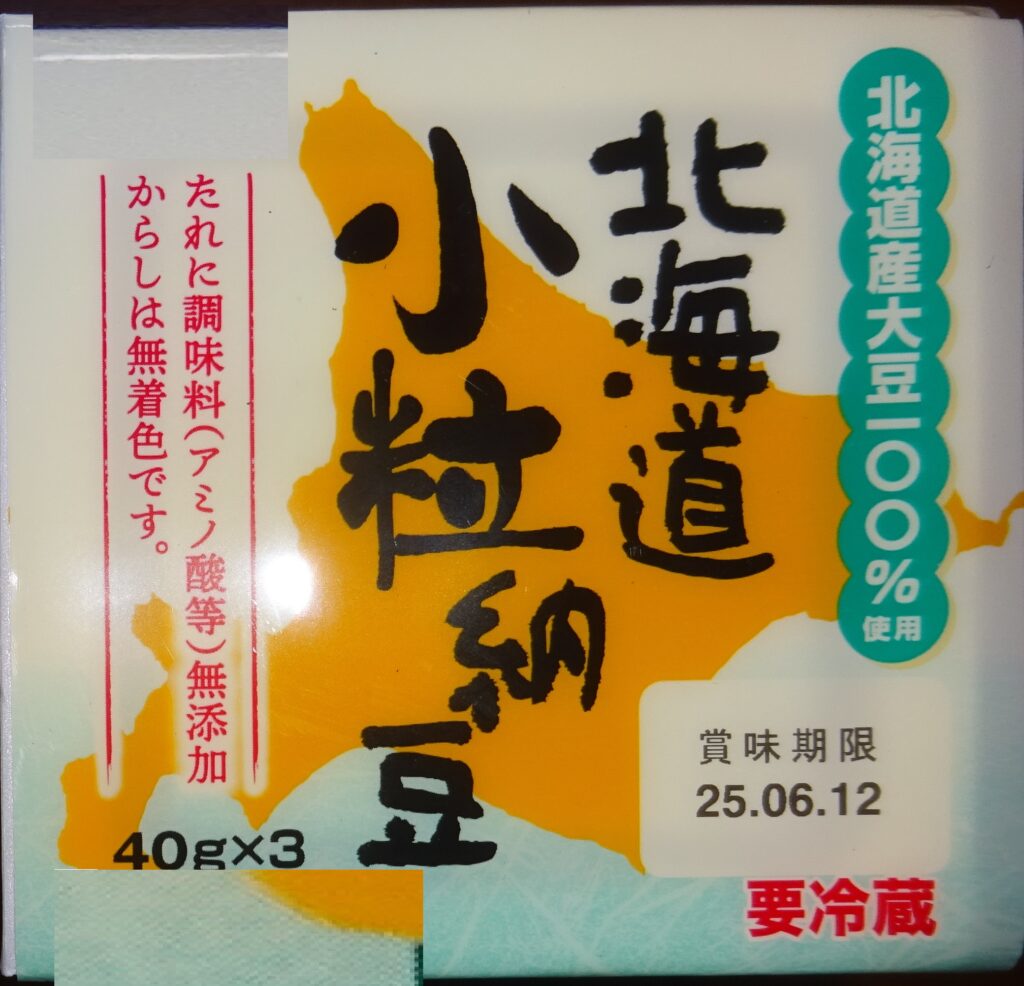 北海道産大豆一〇〇%
使用
北海道
小粒納豆
たれに調味料(アミノ酸等)無添加
からしは無着色です。
賞味期限
25.06.12
要冷蔵
40g×3